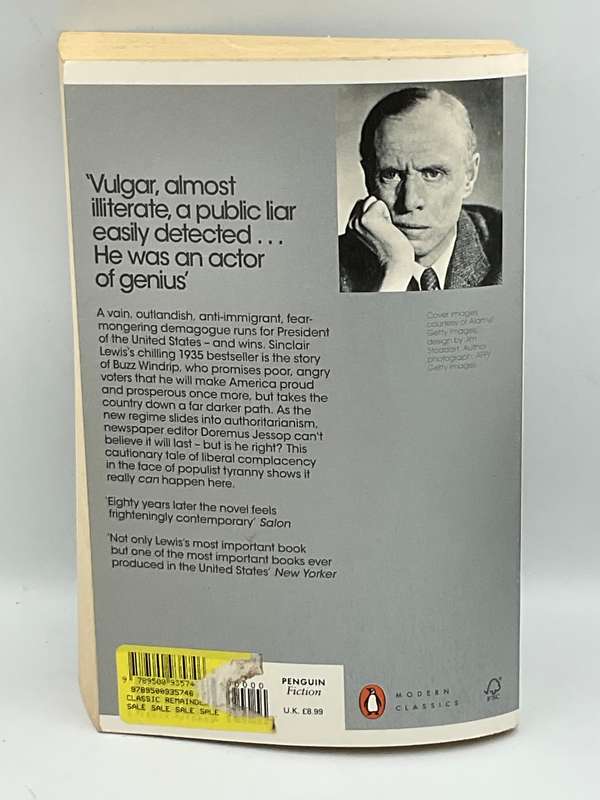 'Vulgar, almost
illiterate, a public liar
easily detected . . .
He was an actor
of genius'
A vain, outlandish, anti-immigrant, fear-
mongering demagogue runs for President
of the United States – and wins. Sinclair
Lewis's chilling 1935 bestseller is the story
of Buzz Windrip, who promises poor, angry
voters that he will make America proud
and prosperous once more, but takes the
country down a far darker path. As the
new regime slides into authoritarianism,
newspaper editor Doremus Jessop can't
believe it will last – but is he right? This
cautionary tale of liberal complacency
in the face of populist tyranny shows it
really can happen here.
'Eighty years later the novel feels
frighteningly contemporary' Salon
'Not only Lewis's most important book
but one of the most important books ever
produced in the United States' New Yorker
Cover images
courtesy of Alamy/
Getty Images,
design by Jim
Stoddart. Author
photograph: AFP/
Getty Images
9 789500 93574
9789500935746
CLASSIC
SALE SALE SALE SALE
0000
PENGUIN
Fiction
U.K. £8.99
MODERN
CLASSICS
FSC